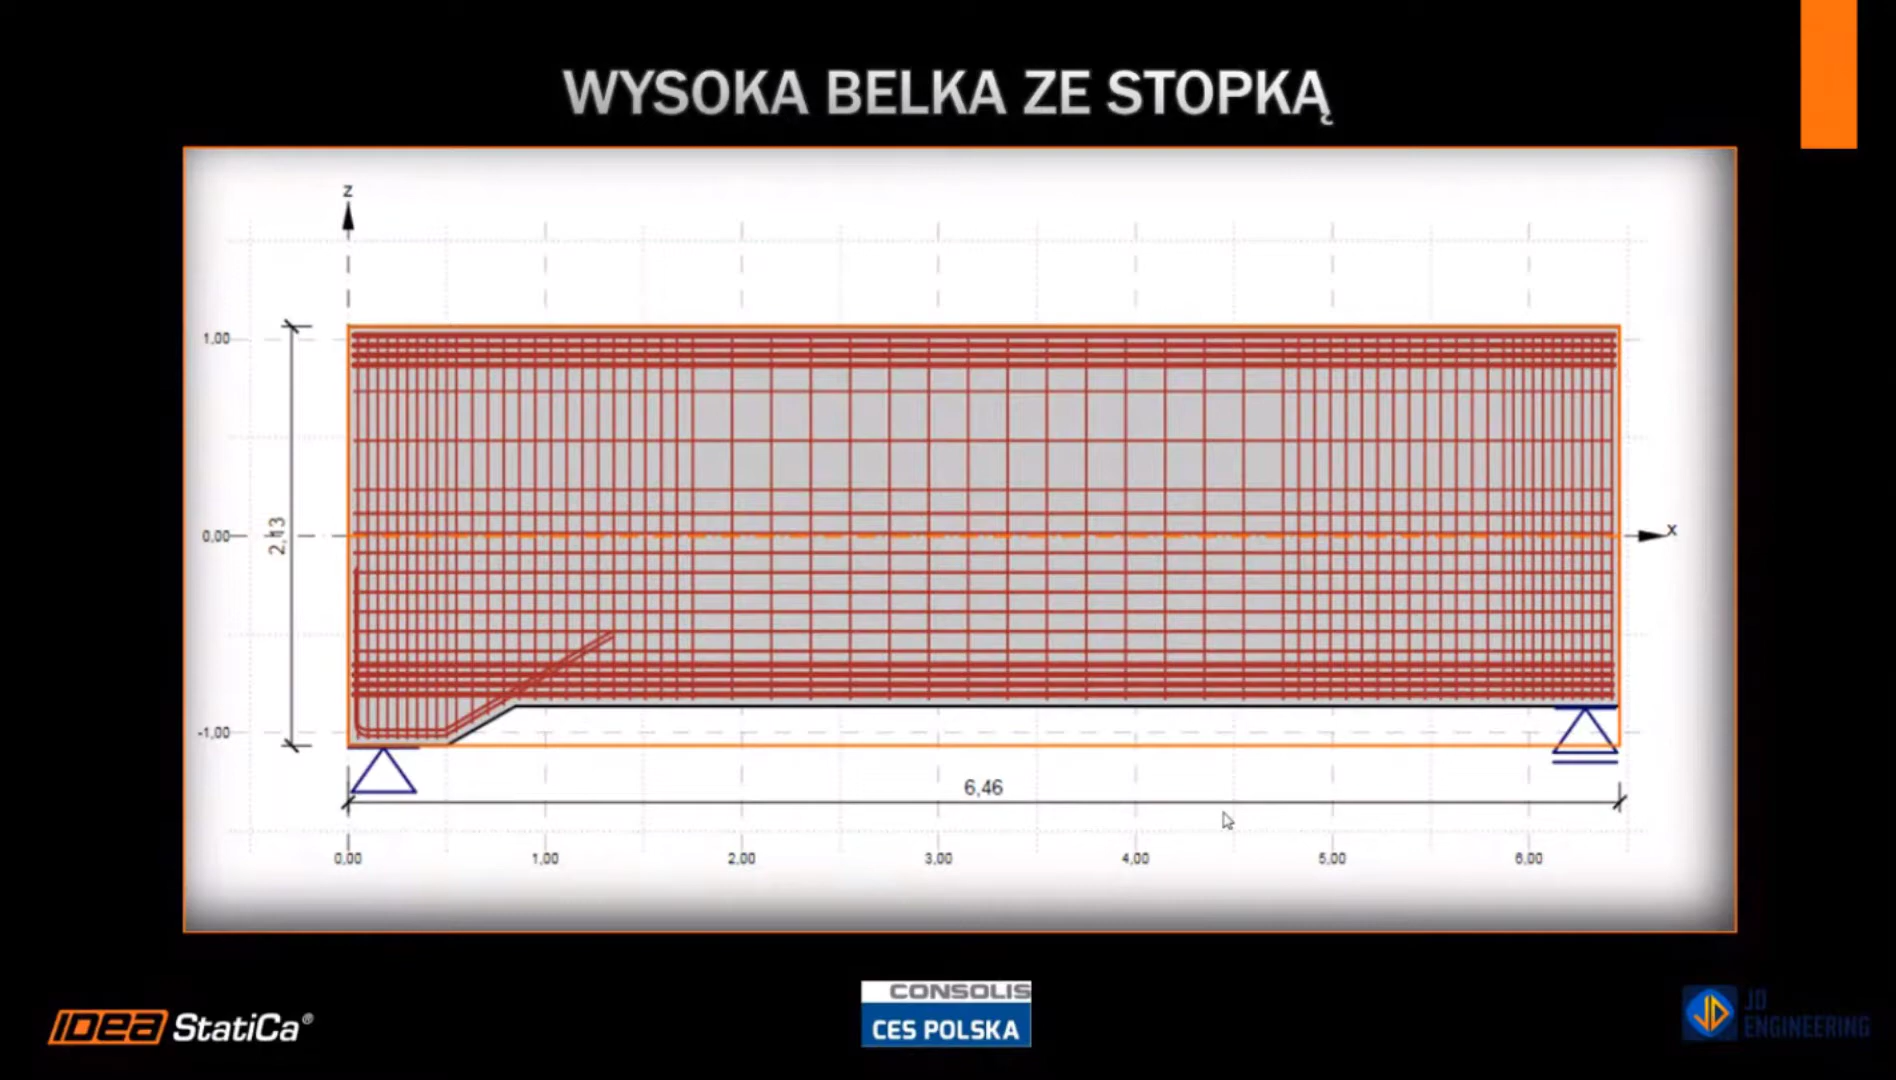 WYSOKA BELKA ZE STOPKĄ
z
1,00
0,00
-1,00
2,13
x
6,46
0,00 1,00 2,00 3,00 4,00 5,00 6,00
IDEA StatiCa®
CONSOLIS
CES POLSKA
JD
ENGINEERING